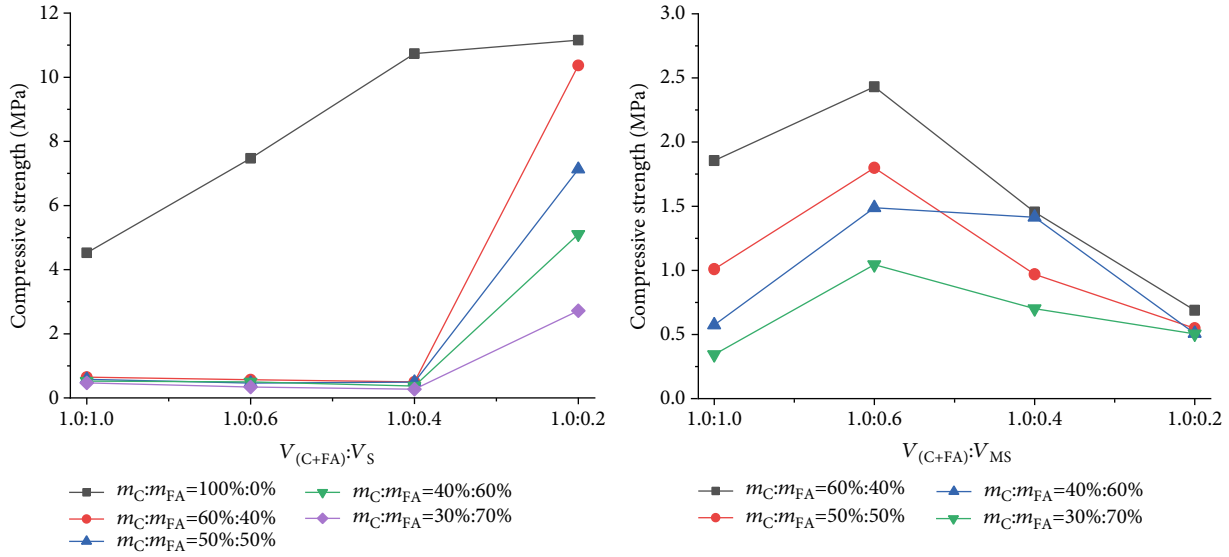 Compressive strength (MPa)
12
10
8
6
4
2
0
1.0:1.0 1.0:0.6 1.0:0.4 1.0:0.2
V(C+FA):VS
mC:mFA=100%:0%
mC:mFA=60%:40%
mC:mFA=50%:50%
mC:mFA=40%:60%
mC:mFA=30%:70%
Compressive strength (MPa)
3.0
2.5
2.0
1.5
1.0
0.5
0.0
1.0:1.0 1.0:0.6 1.0:0.4 1.0:0.2
V(C+FA):VMS
mC:mFA=60%:40%
mC:mFA=50%:50%
mC:mFA=40%:60%
mC:mFA=30%:70%